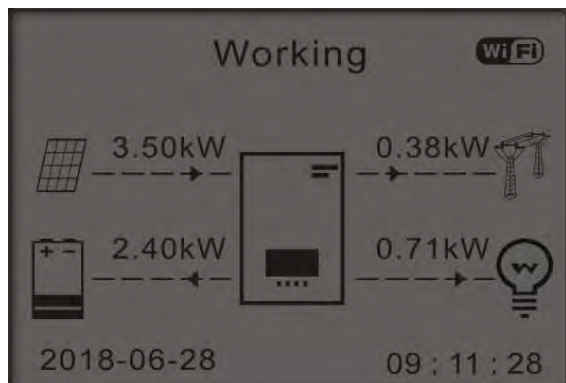 Working
WiFi
3.50kW
0.38kW
2.40kW
0.71kW
2018-06-28
09 : 11 : 28